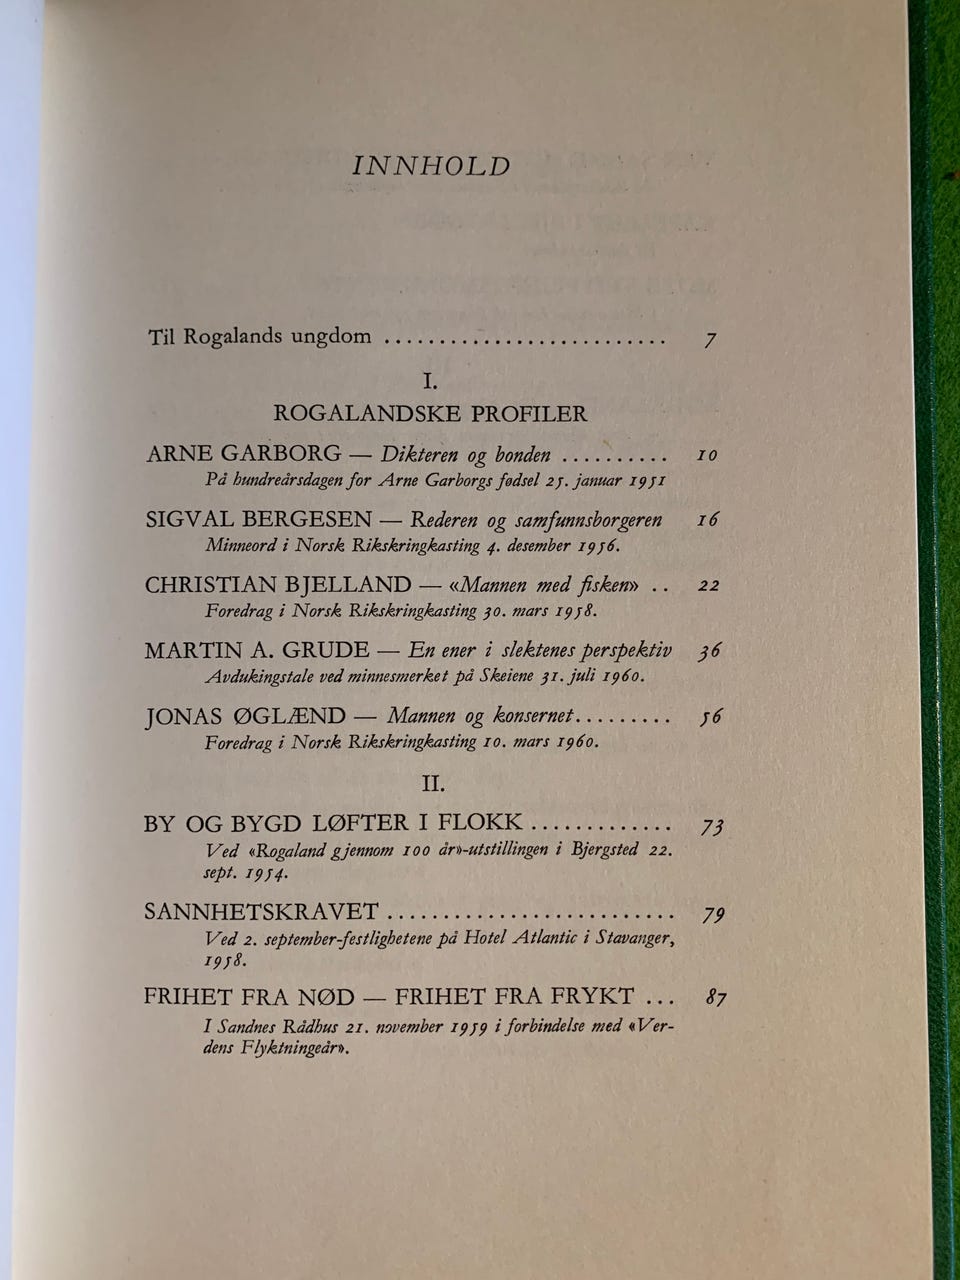 INNHOLD
Til Rogalands ungdom .......................... 7
I.
ROGALANDSKE PROFILER
ARNE GARBORG — Dikteren og bonden .......... 10
På hundreårsdagen for Arne Garborgs fødsel 25. januar 1951
SIGVAL BERGESEN — Rederen og samfunnsborgeren 16
Minneord i Norsk Rikskringkasting 4. desember 1956.
CHRISTIAN BJELLAND — «Mannen med fisken» .. 22
Foredrag i Norsk Rikskringkasting 30. mars 1958.
MARTIN A. GRUDE — En ener i slektenes perspektiv 36
Avdukingstale ved minnesmerket på Skeiene 31. juli 1960.
JONAS ØGLÆND — Mannen og konsernet......... 56
Foredrag i Norsk Rikskringkasting 10. mars 1960.
II.
BY OG BYGD LØFTER I FLOKK ............. 73
Ved «Rogaland gjennom 100 år»-utstillingen i Bjergsted 22.
sept. 1954.
SANNHETSKRAVET .......................... 79
Ved 2. september-festlighetene på Hotel Atlantic i Stavanger,
1958.
FRIHET FRA NØD — FRIHET FRA FRYKT ... 87
I Sandnes Rådhus 21. november 1959 i forbindelse med «Ver-
dens Flyktningeår».